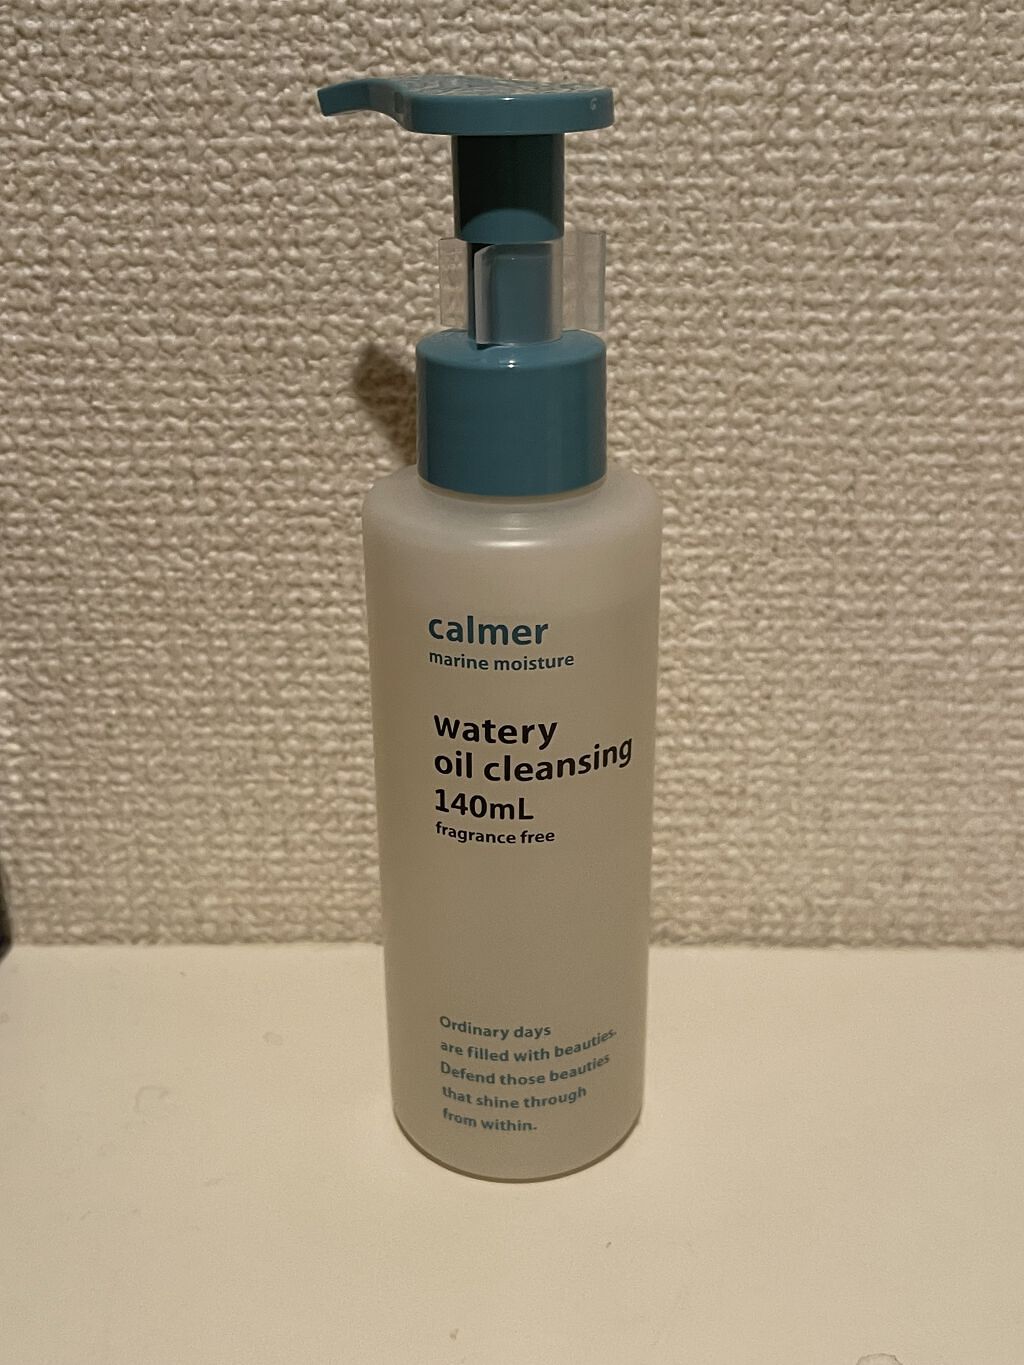 calmer
marine moisture
watery
oil cleansing
140mL
fragrance free
Ordinary days
are filled with beauties.
Defend those beauties
that shine through
from within.